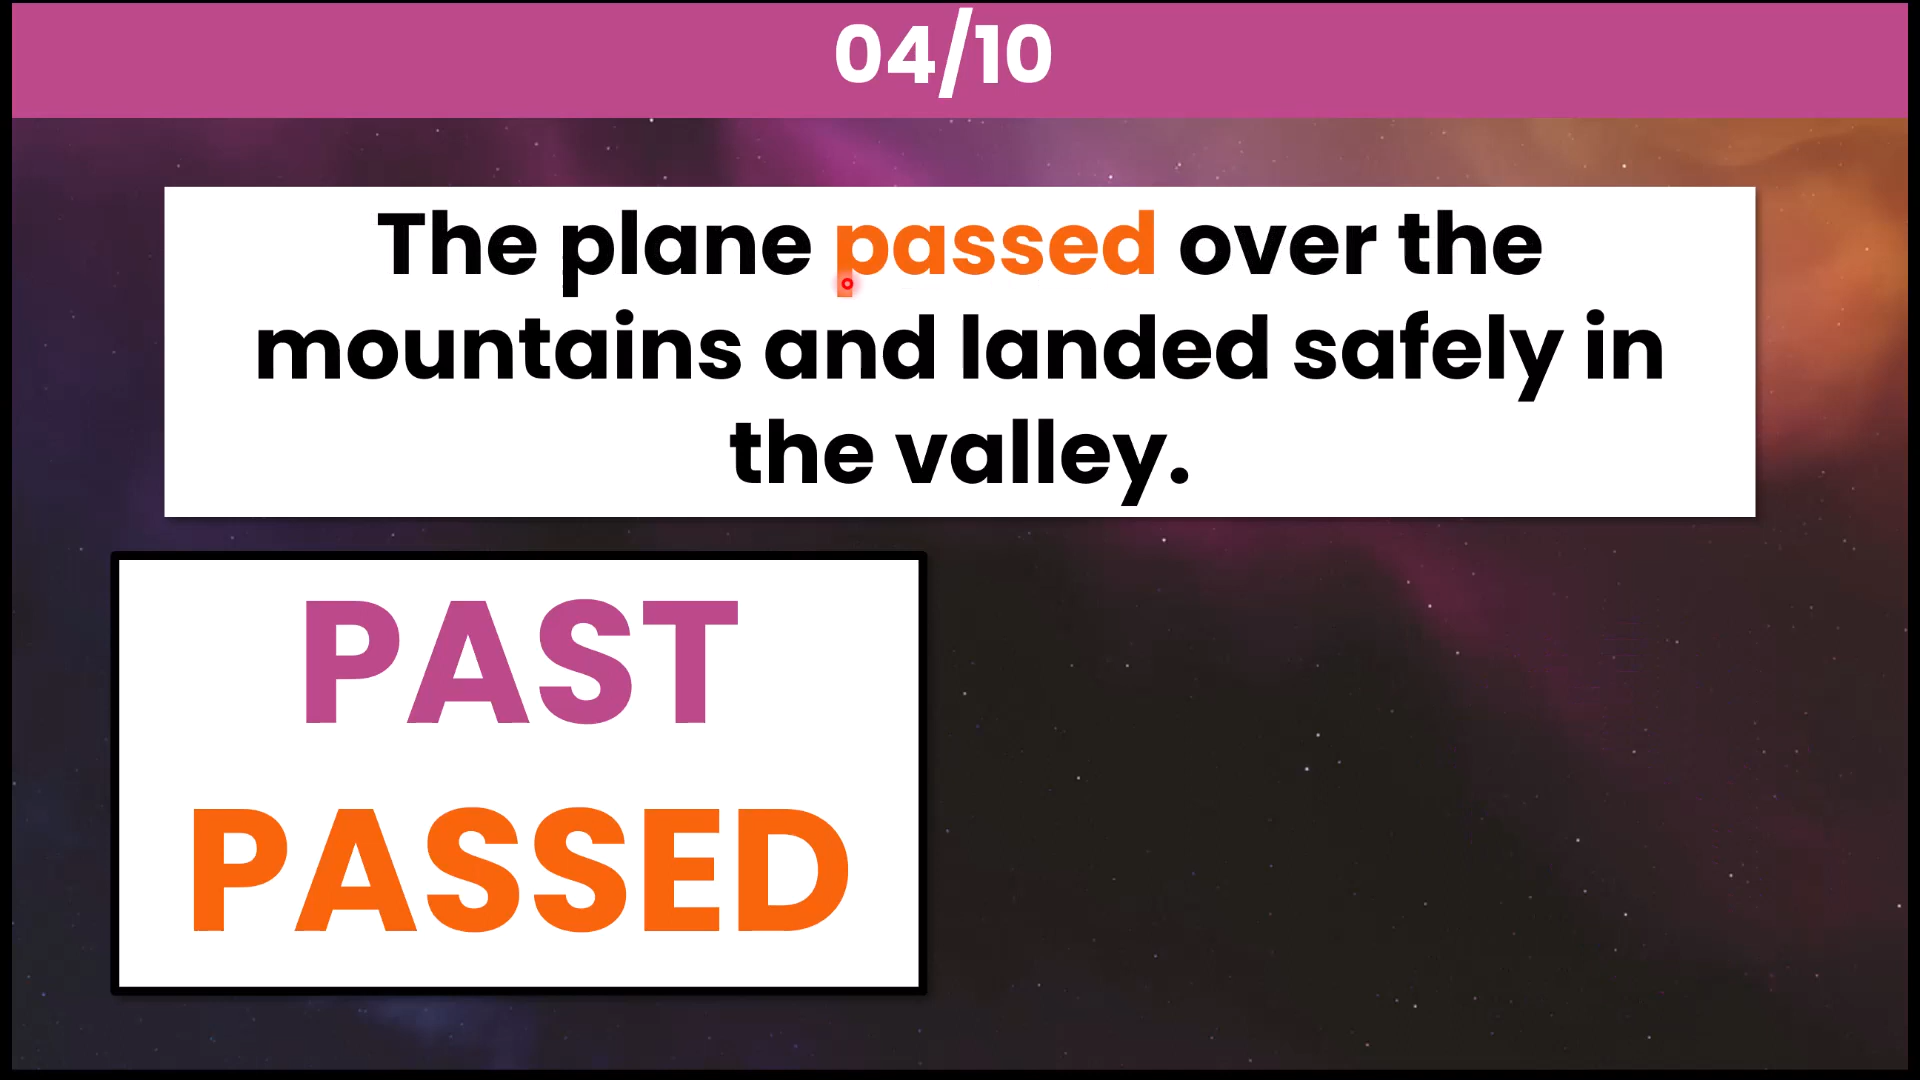 04/10
The plane passed over the
mountains and landed safely in
the valley.
PAST
PASSED